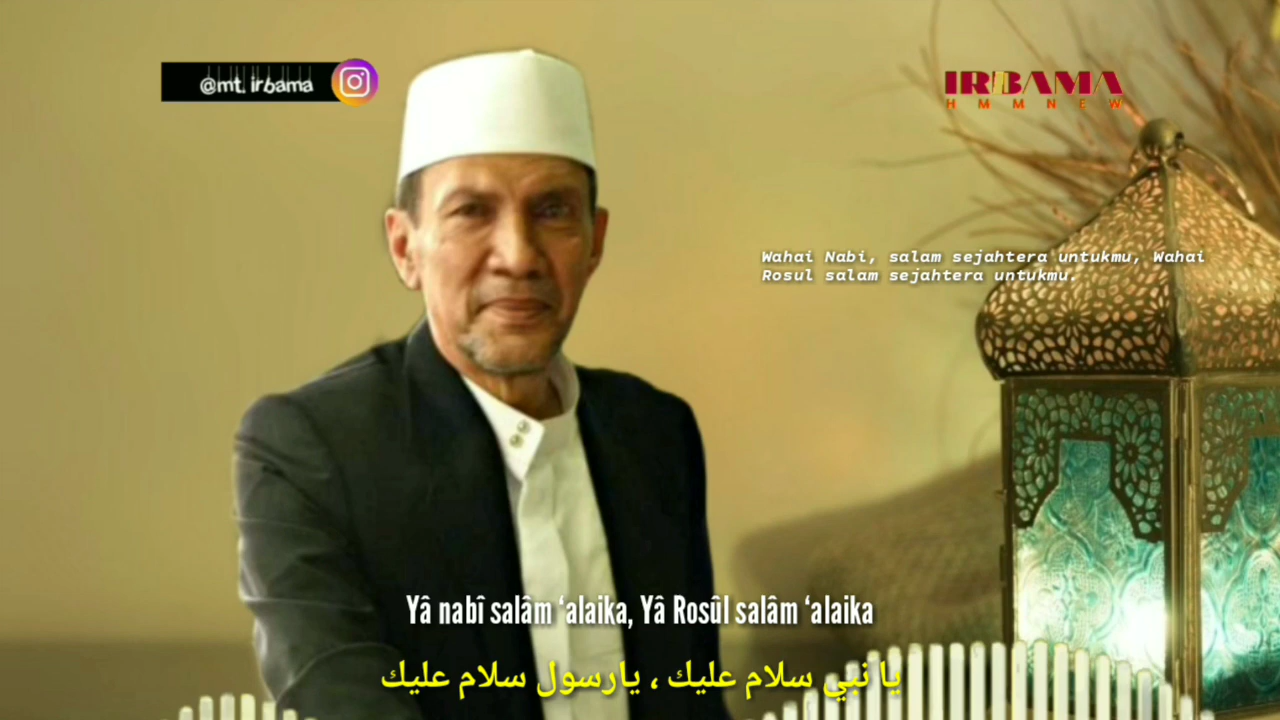 @mt. irbama
IRBAMA
HMMNEW
Wahai Nabi, salam sejahtera untukmu, Wahai
Rosul salam sejahtera untukmu.
Yâ nabî salâm ‘alaika, Yâ Rosûl salâm ‘alaika
يا نبي سلام عليك ، يارسول سلام عليك